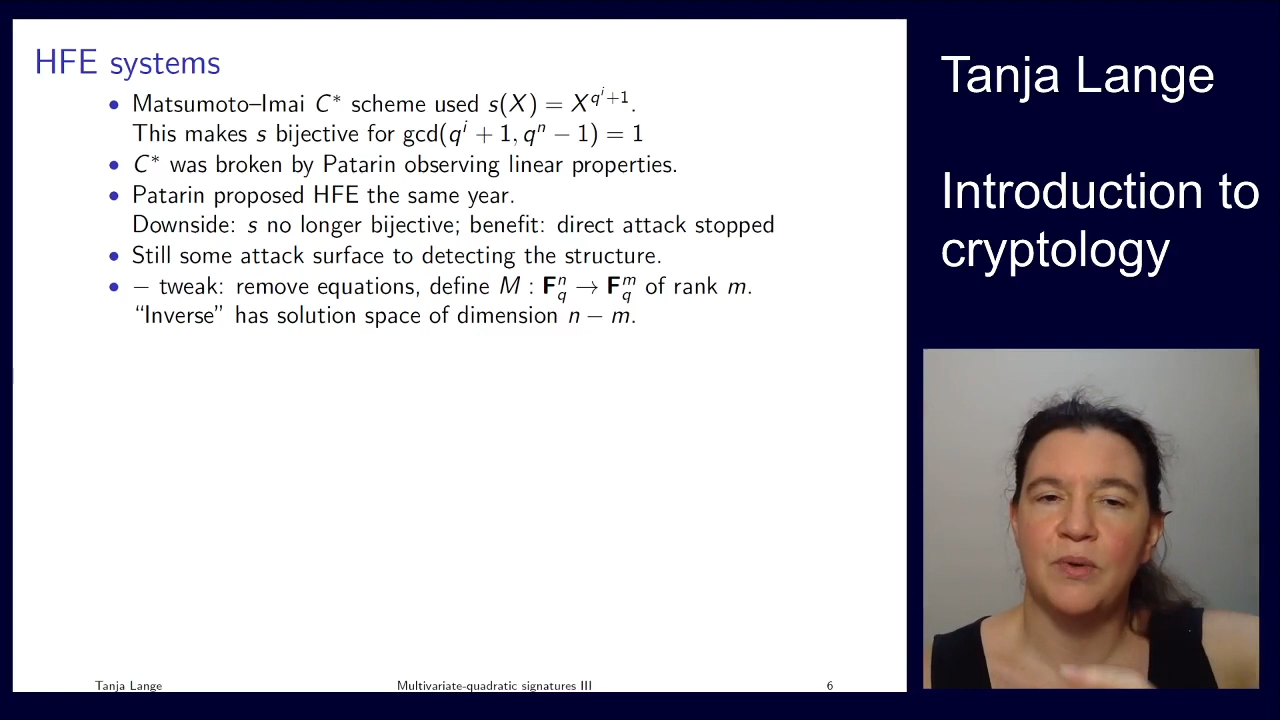 HFE systems
• Matsumoto–Imai C* scheme used s(X) = X^{q^i+1}.
This makes s bijective for gcd(q^i + 1, q^n − 1) = 1
• C* was broken by Patarin observing linear properties.
• Patarin proposed HFE the same year.
Downside: s no longer bijective; benefit: direct attack stopped
• Still some attack surface to detecting the structure.
• − tweak: remove equations, define M : F_q^n → F_q^m of rank m.
“Inverse” has solution space of dimension n − m.
Tanja Lange Multivariate-quadratic signatures III 6
Tanja Lange
Introduction to
cryptology